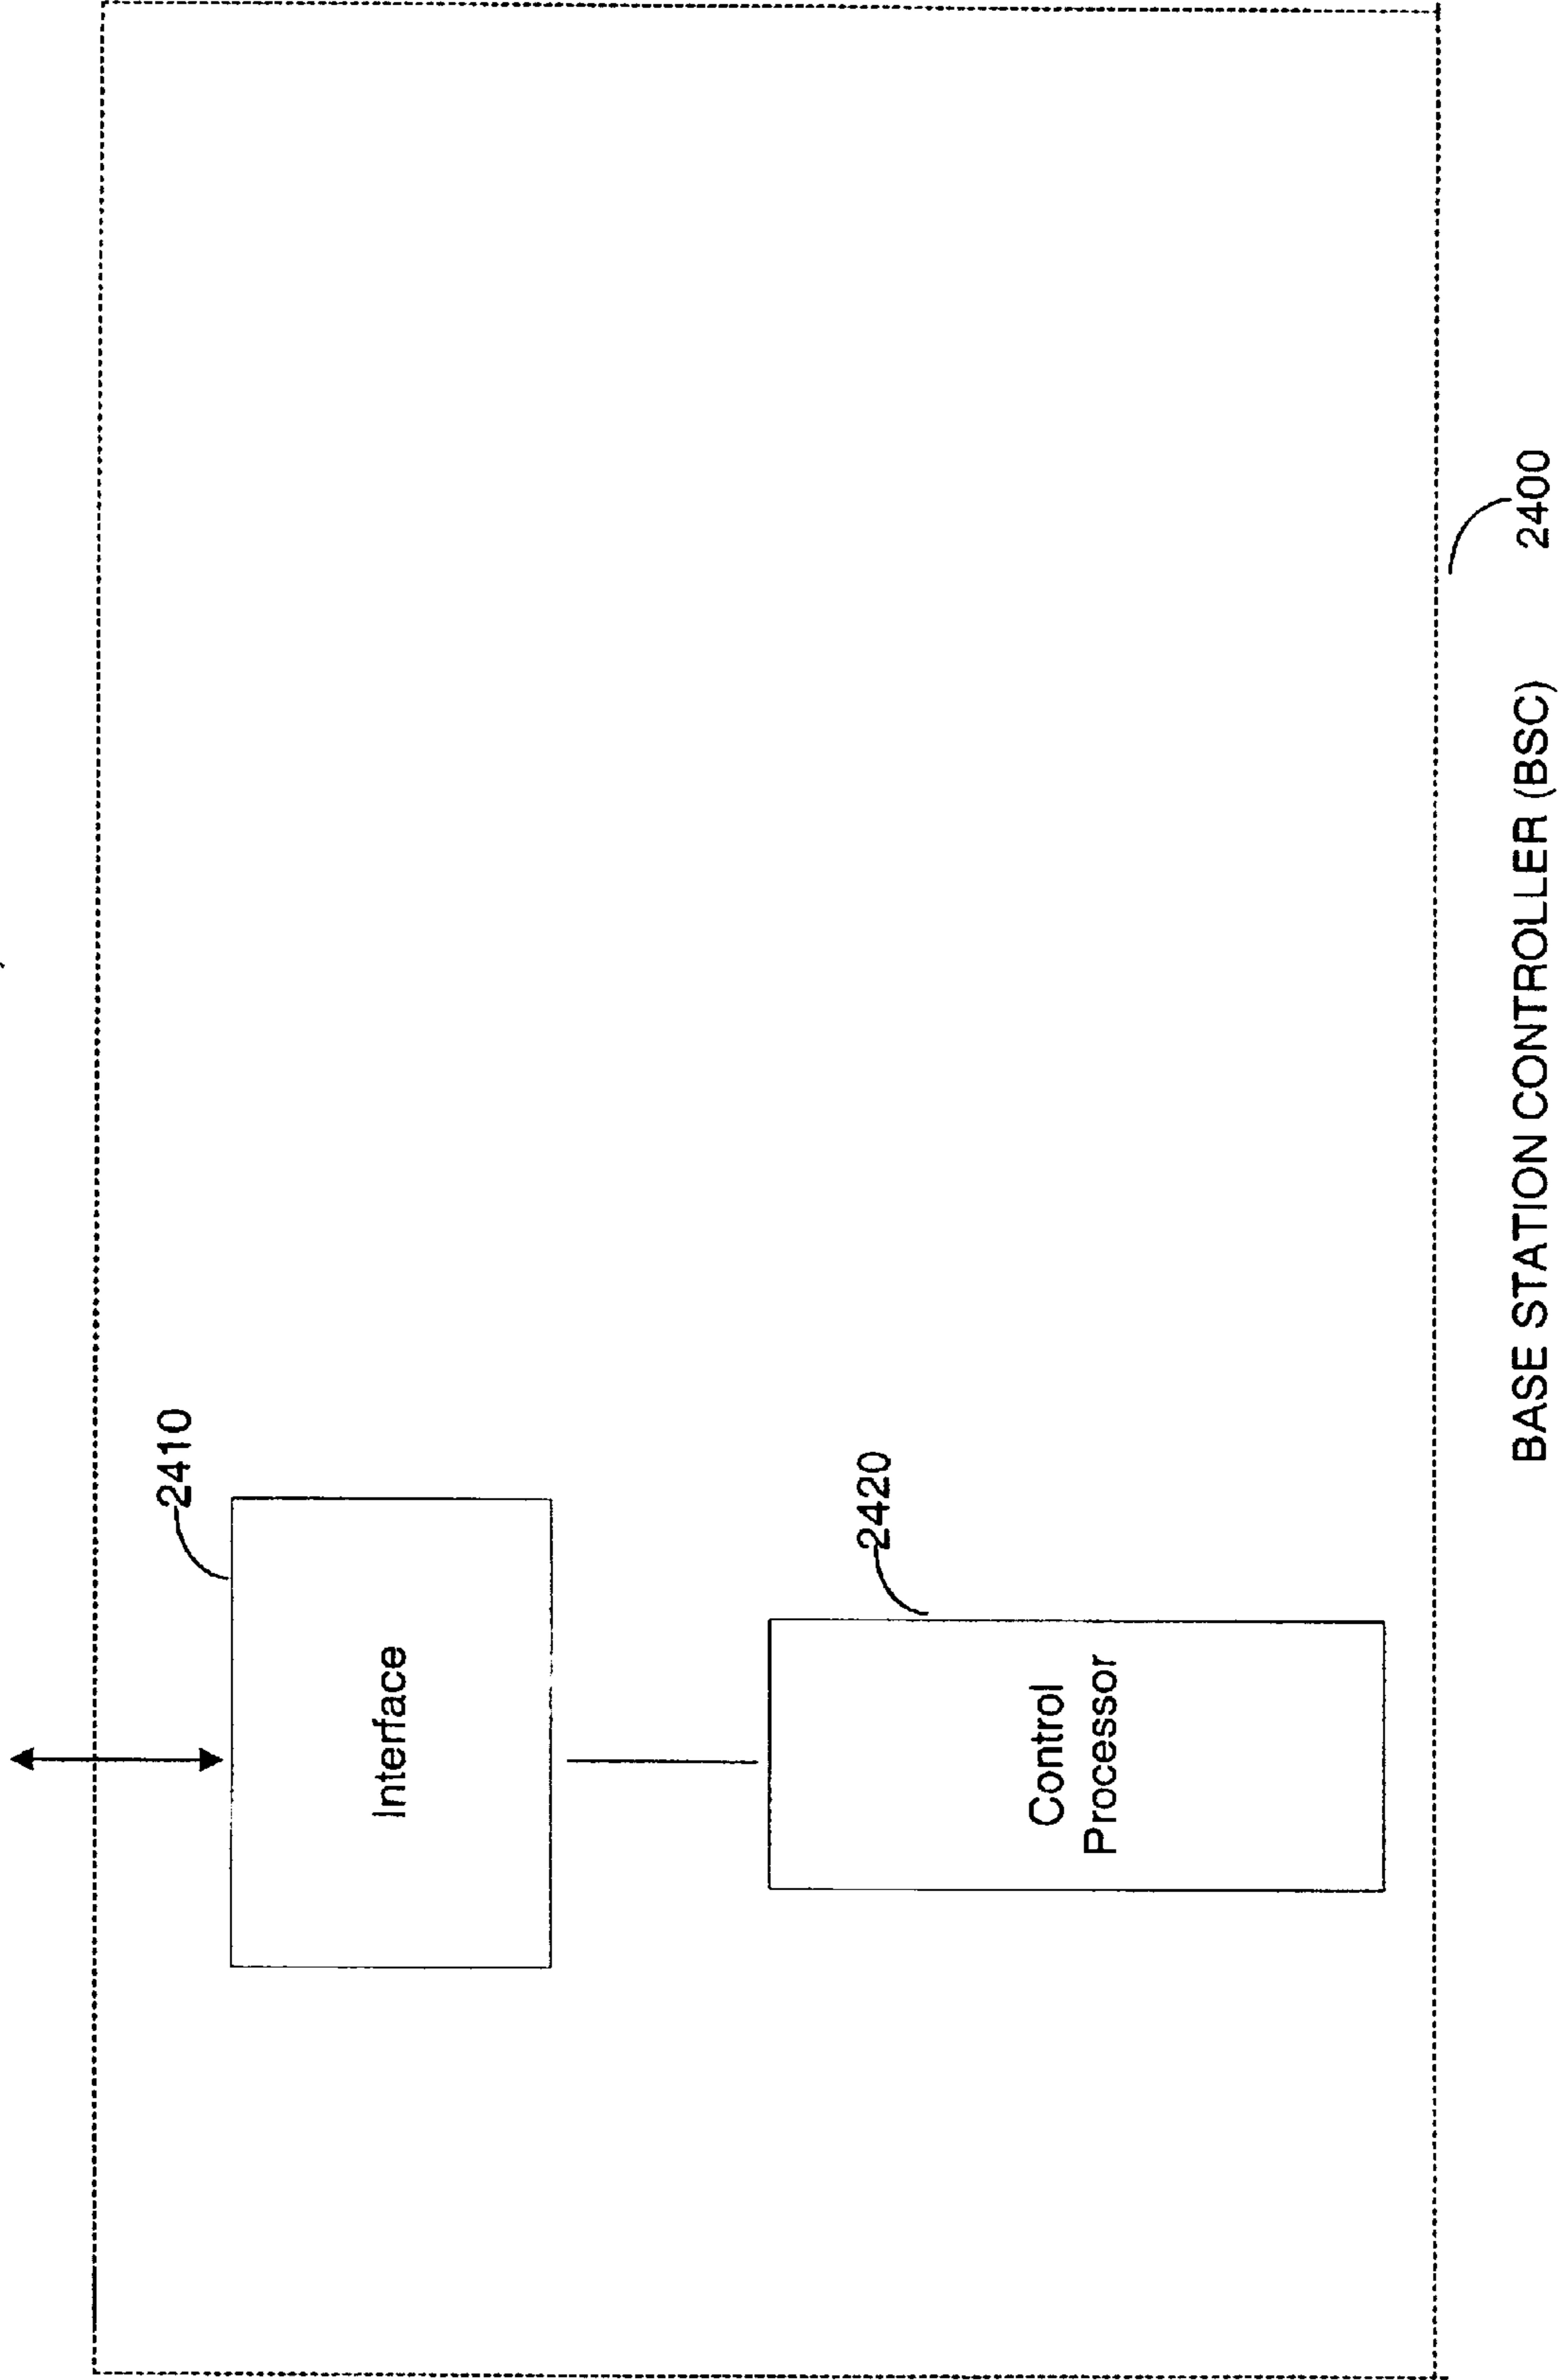 2410
Interface
2420
Control
Processor
BASE STATION CONTROLLER (BSC) 2400